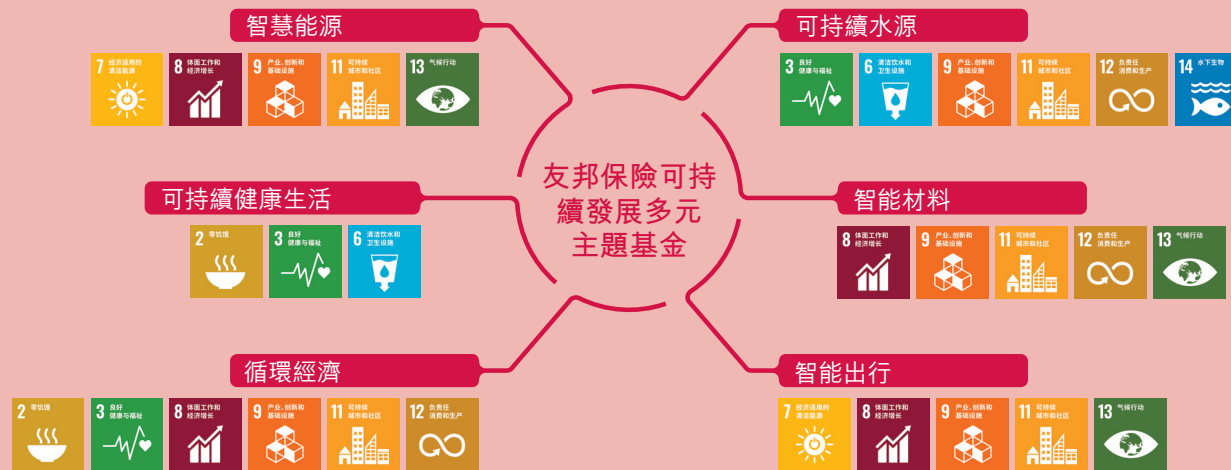 智慧能源
7 经济适用的
清洁能源
8 体面工作和
经济增长
9 产业、创新和
基础设施
11 可持续
城市和社区
13 气候行动
可持續水源
3 良好
健康与福祉
6 清洁饮水和
卫生设施
9 产业、创新和
基础设施
11 可持续
城市和社区
12 负责任
消费和生产
14 水下生物
友邦保險可持
續發展多元
主題基金
可持續健康生活
2 零饥饿
3 良好
健康与福祉
6 清洁饮水和
卫生设施
智能材料
8 体面工作和
经济增长
9 产业、创新和
基础设施
11 可持续
城市和社区
12 负责任
消费和生产
13 气候行动
循環經濟
2 零饥饿
3 良好
健康与福祉
8 体面工作和
经济增长
9 产业、创新和
基础设施
11 可持续
城市和社区
12 负责任
消费和生产
智能出行
7 经济适用的
清洁能源
8 体面工作和
经济增长
9 产业、创新和
基础设施
11 可持续
城市和社区
13 气候行动